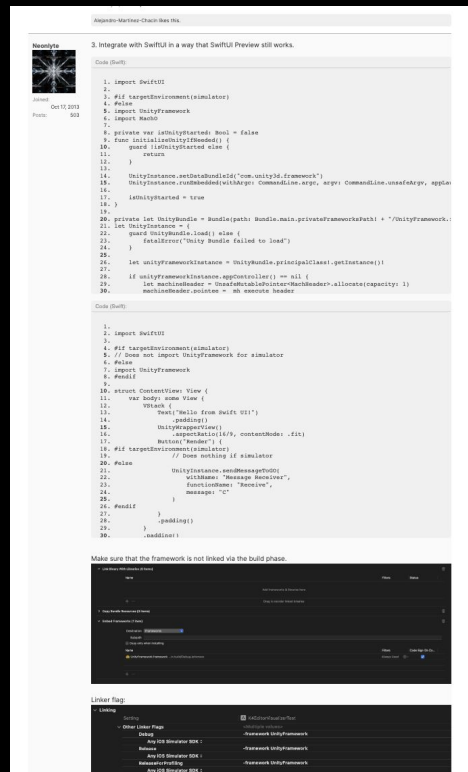 Alejandro-Martinez-Chacin likes this.
Neonlyte
Joined:
Oct 17, 2013
Posts: 503
3. Integrate with SwiftUI in a way that SwiftUI Preview still works.
Code (Swift):
1. import SwiftUI
2.
3. #if targetEnvironment(simulator)
4. #else
5. import UnityFramework
6. import MachO
7.
8. private var isUnityStarted: Bool = false
9. func initializeUnityIfNeeded() {
10. guard !isUnityStarted else {
11. return
12. }
13.
14. UnityInstance.setDataBundleId("com.unity3d.framework")
15. UnityInstance.runEmbedded(withArgc: CommandLine.argc, argv: CommandLine.unsafeArgv, appLa
16.
17. isUnityStarted = true
18. }
19.
20. private let UnityBundle = Bundle(path: Bundle.main.privateFrameworksPath! + "/UnityFramework.
21. let UnityInstance = {
22. guard UnityBundle.load() else {
23. fatalError("Unity Bundle failed to load")
24. }
25.
26. let unityFrameworkInstance = UnityBundle.principalClass!.getInstance()!
27.
28. if unityFrameworkInstance.appController() == nil {
29. let machineHeader = UnsafeMutablePointer<MachHeader>.allocate(capacity: 1)
30. machineHeader.pointee = _mh_execute_header
Code (Swift):
1.
2. import SwiftUI
3.
4. #if targetEnvironment(simulator)
5. // Does not import UnityFramework for simulator
6. #else
7. import UnityFramework
8. #endif
9.
10. struct ContentView: View {
11. var body: some View {
12. VStack {
13. Text("Hello from Swift UI!")
14. .padding()
15. UnityWrapperView()
16. .aspectRatio(16/9, contentMode: .fit)
17. Button("Render") {
18. #if targetEnvironment(simulator)
19. // Does nothing if simulator
20. #else
21. UnityInstance.sendMessageToGO(
22. withName: "Message Receiver",
23. functionName: "Receive",
24. message: "C"
25. )
26. #endif
27. }
28. .padding()
29. }
30. .padding()
Make sure that the framework is not linked via the build phase.
Name
Filters
Status
Name
Filters
Linker flag:
Linking
Setting
Other Linker Flags
Debug -framework UnityFramework
Any iOS Simulator SDK
Release -framework UnityFramework
Any iOS Simulator SDK
ReleaseForProfiling -framework UnityFramework
Any iOS Simulator SDK